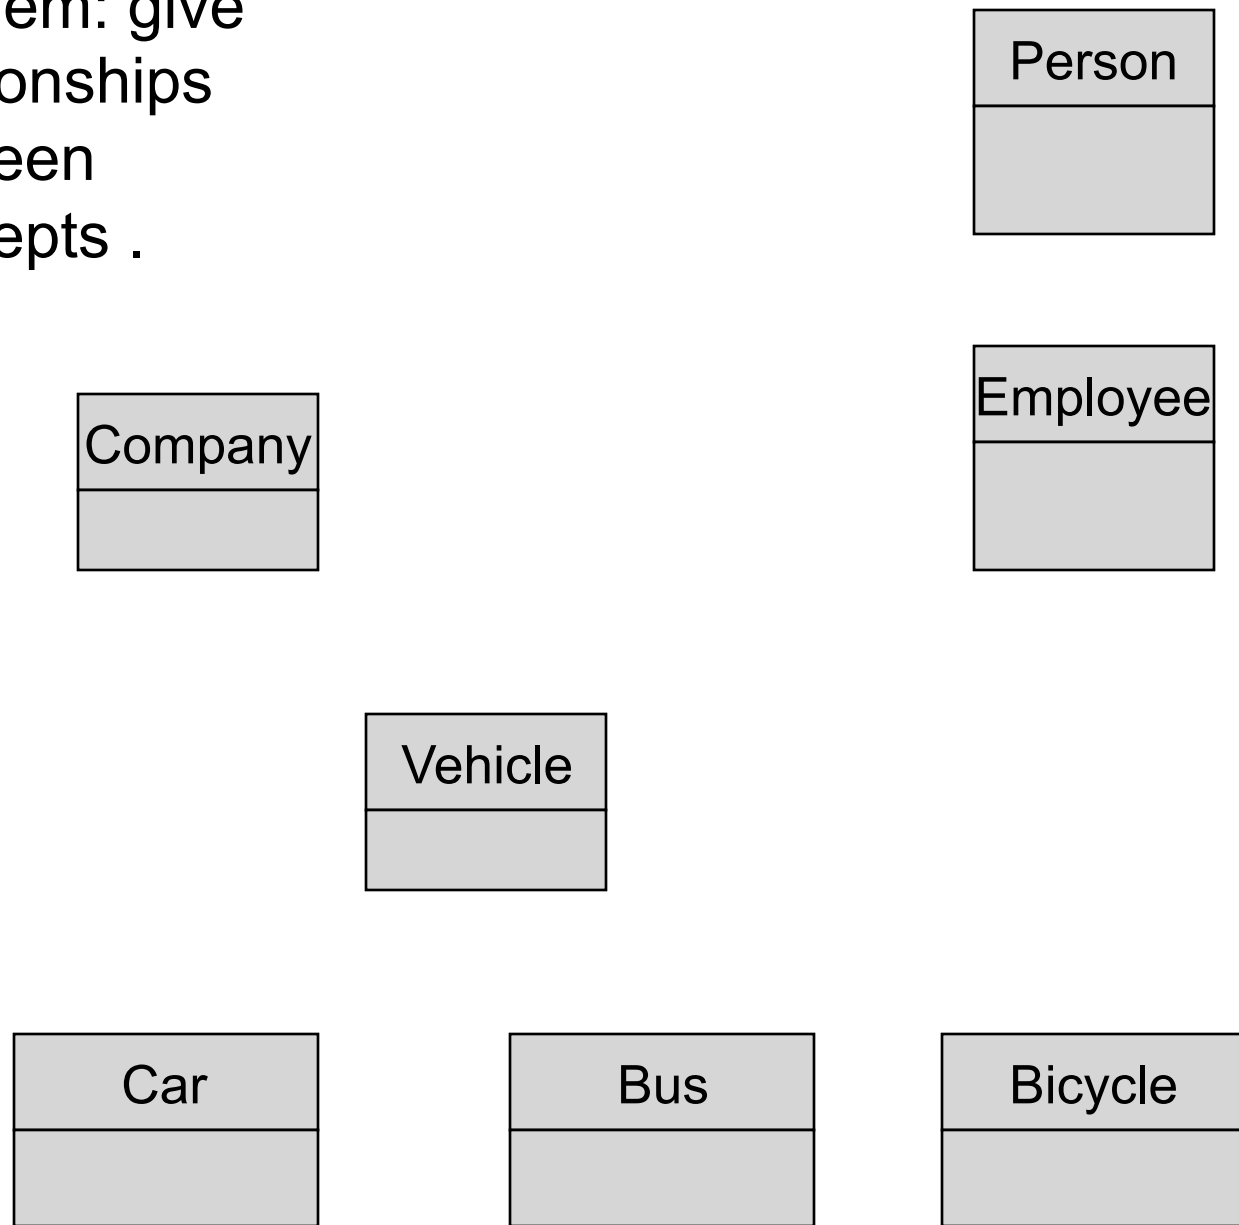 em: give
onships
een
epts .
Person
Employee
Company
Vehicle
Car
Bus
Bicycle